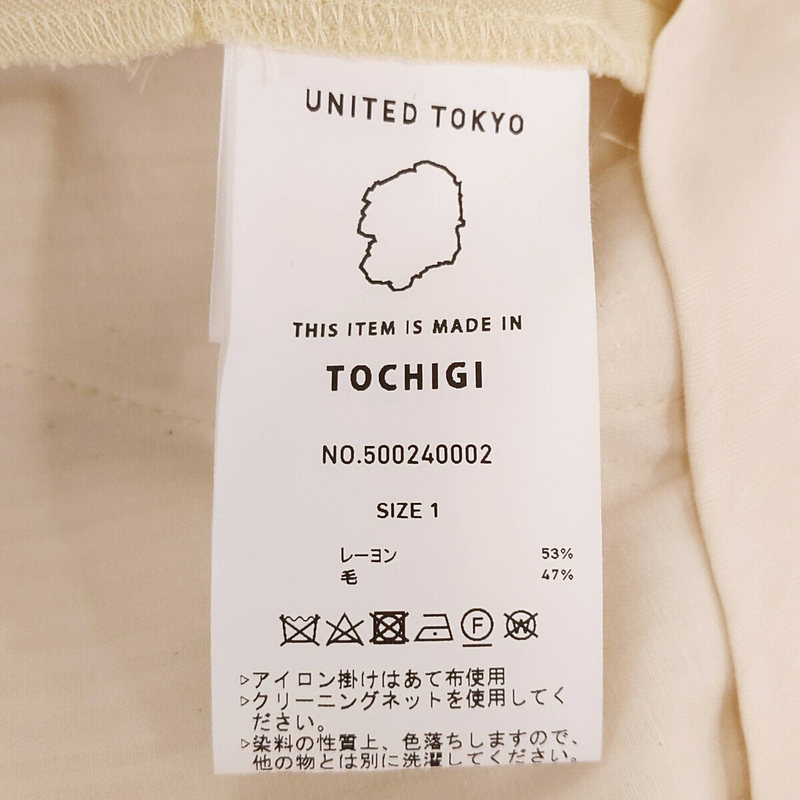 UNITED TOKYO
THIS ITEM IS MADE IN
TOCHIGI
NO.500240002
SIZE 1
レーヨン 53%
毛 47%
F W
▷アイロン掛けはあて布使用
▷クリーニングネットを使用してく
ださい。
▷染料の性質上、色落ちしますので、
他の物とは別に洗濯してください。